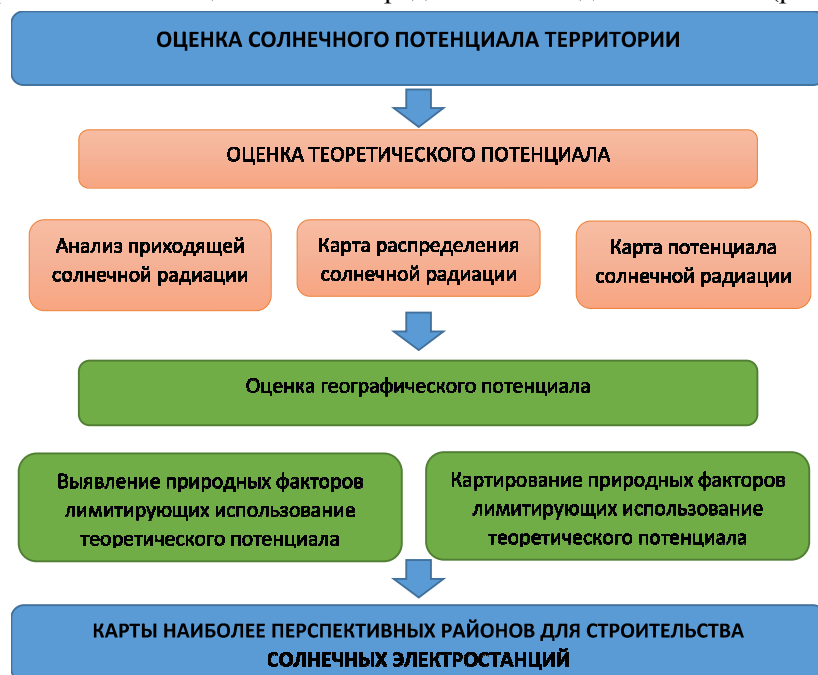 ОЦЕНКА СОЛНЕЧНОГО ПОТЕНЦИАЛА ТЕРРИТОРИИ
ОЦЕНКА ТЕОРЕТИЧЕСКОГО ПОТЕНЦИАЛА
Анализ приходящей
солнечной радиации
Карта распределения
солнечной радиации
Карта потенциала
солнечной радиации
Оценка географического потенциала
Выявление природных факторов
лимитирующих использование
теоретического потенциала
Картирование природных факторов
лимитирующих использование
теоретического потенциала
КАРТЫ НАИБОЛЕЕ ПЕРСПЕКТИВНЫХ РАЙОНОВ ДЛЯ СТРОИТЕЛЬСТВА
СОЛНЕЧНЫХ ЭЛЕКТРОСТАНЦИЙ